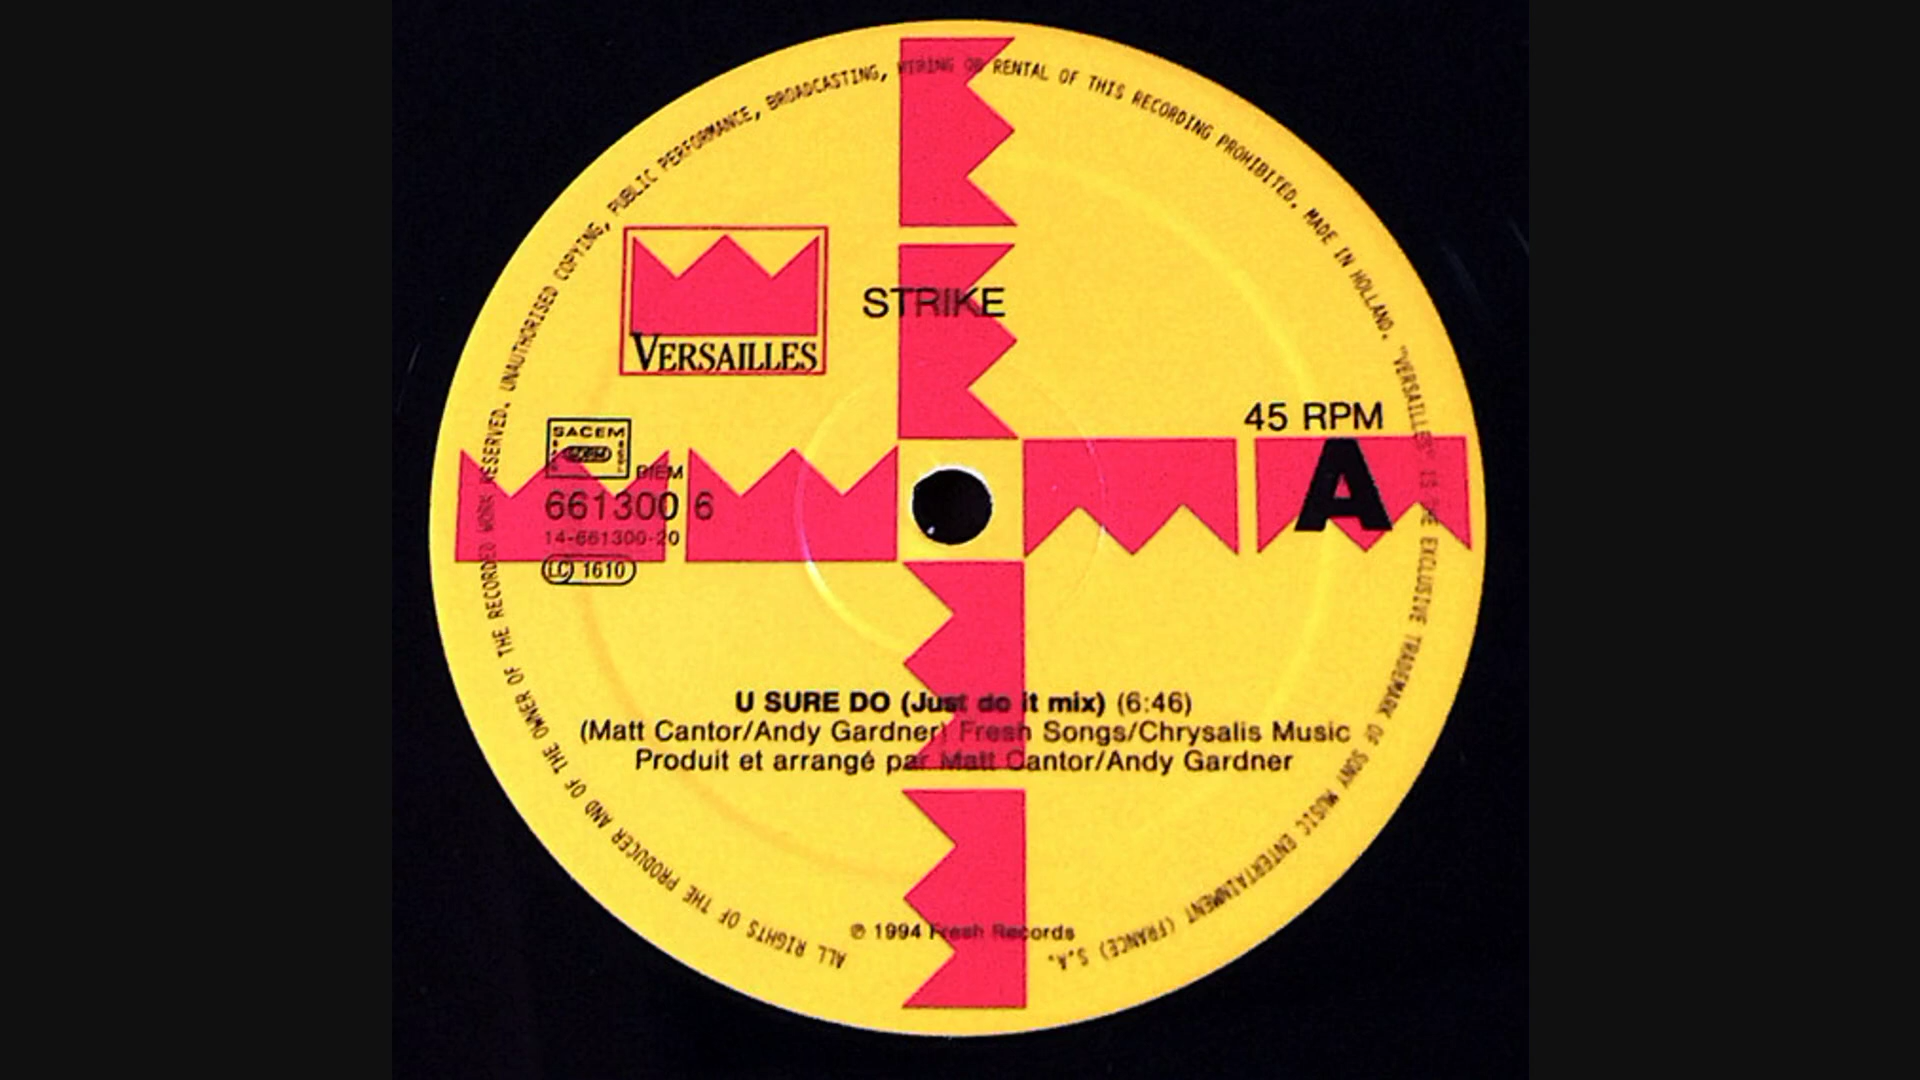 ALL RIGHTS OF THE PRODUCER AND OF THE OWNER OF THE RECORDED WORK RESERVED. UNAUTHORISED COPYING, PUBLIC PERFORMANCE, BROADCASTING, HIRING OR RENTAL OF THIS RECORDING PROHIBITED. MADE IN HOLLAND. "VERSAILLES" IS THE EXCLUSIVE TRADEMARK OF SONY MUSIC ENTERTAINMENT (FRANCE) S.A.
STRIKE
VERSAILLES
45 RPM
A
SACEM
BIEM
661300 6
14-661300-20
LC 1610
U SURE DO (Just do it mix) (6:46)
(Matt Cantor/Andy Gardner) Fresh Songs/Chrysalis Music
Produit et arrangé par Matt Cantor/Andy Gardner
℗ 1994 Fresh Records